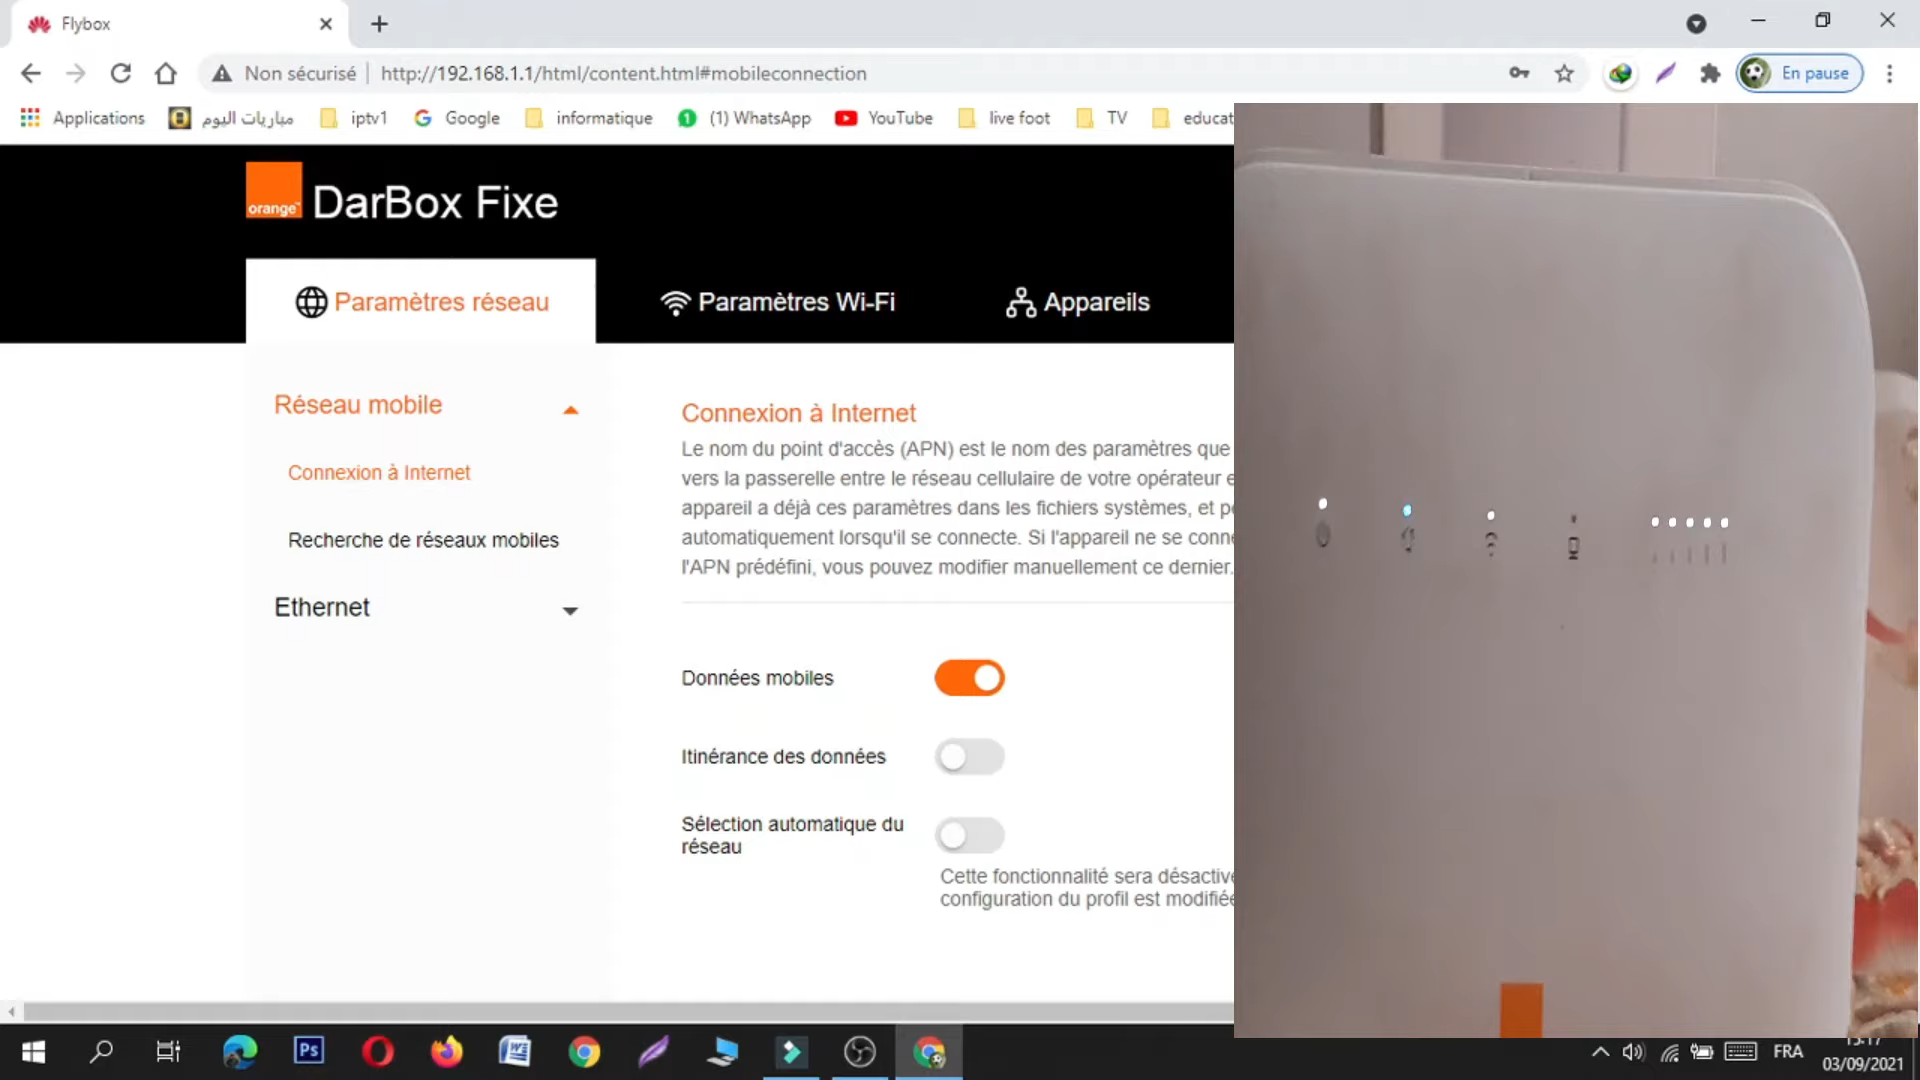 Flybox
Non sécurisé
http://192.168.1.1/html/content.html#mobileconnection
En pause
Applications
مباريات اليوم
iptv1
Google
informatique
(1) WhatsApp
YouTube
live foot
TV
educat
orange™
DarBox Fixe
Paramètres réseau
Paramètres Wi-Fi
Appareils
Réseau mobile
Connexion à Internet
Recherche de réseaux mobiles
Ethernet
Connexion à Internet
Le nom du point d'accès (APN) est le nom des paramètres que
vers la passerelle entre le réseau cellulaire de votre opérateur e
appareil a déjà ces paramètres dans les fichiers systèmes, et p
automatiquement lorsqu'il se connecte. Si l'appareil ne se conn
l'APN prédéfini, vous pouvez modifier manuellement ce dernier.
Données mobiles
Itinérance des données
Sélection automatique du
réseau
Cette fonctionnalité sera désactivé
configuration du profil est modifiée
Ps
FRA
03/09/2021